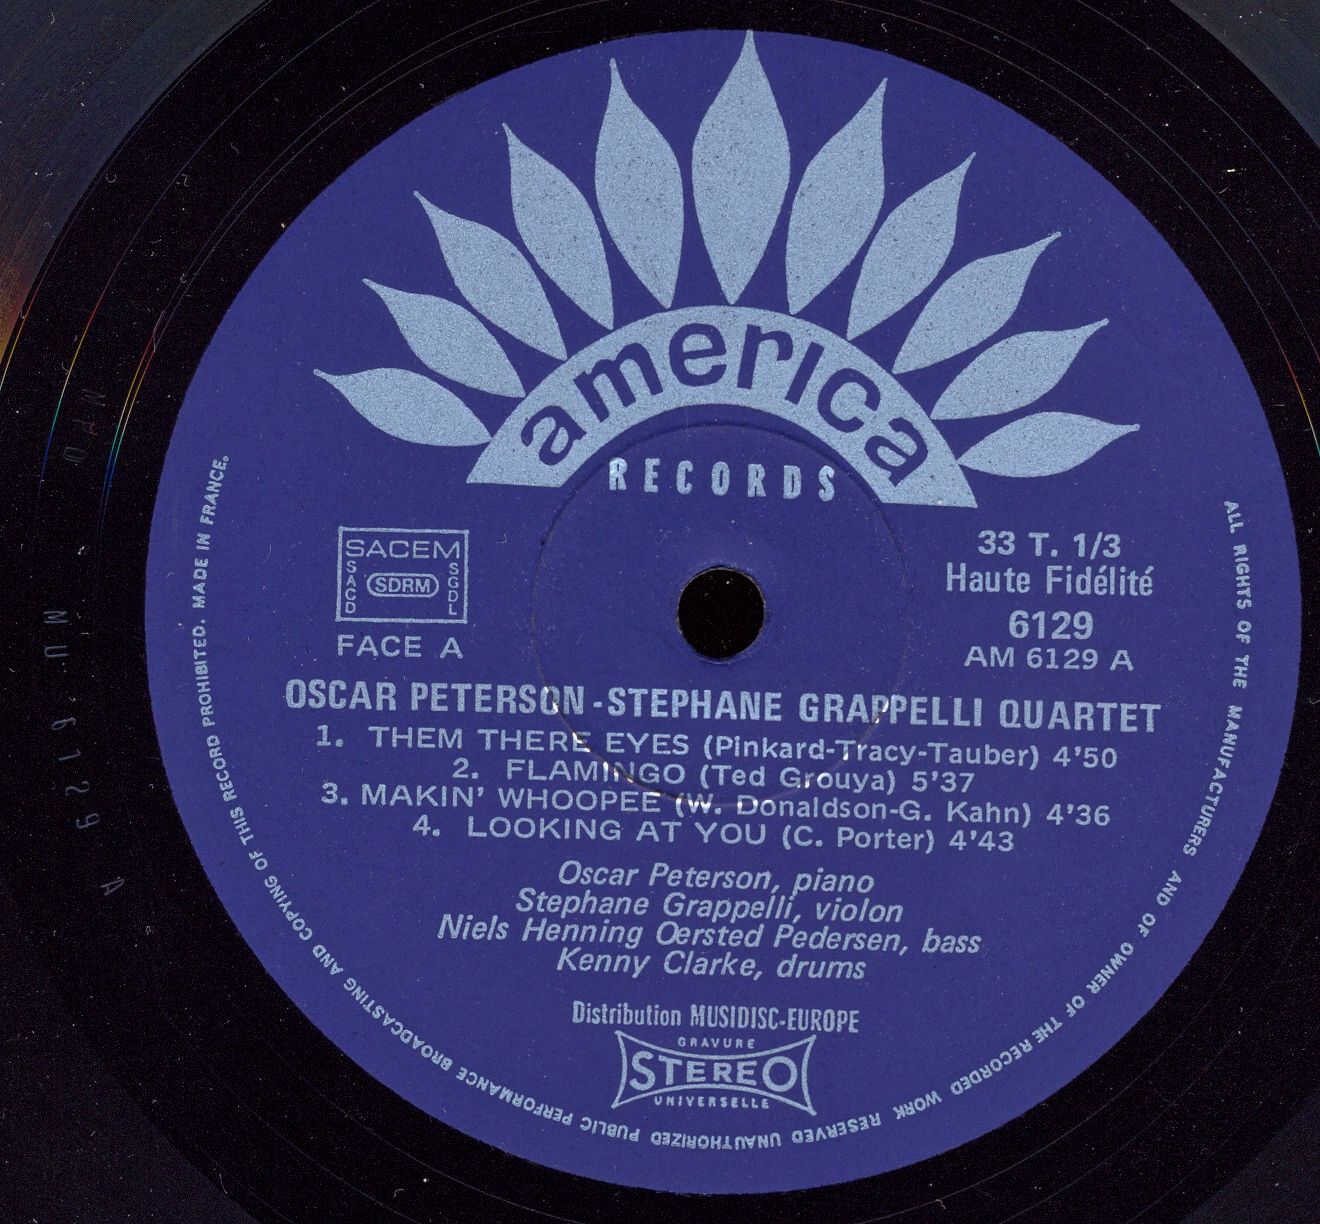 america
RECORDS
SACEM
SACD
SDRM
SGDL
FACE A
33 T. 1/3
Haute Fidélité
6129
AM 6129 A
OSCAR PETERSON - STEPHANE GRAPPELLI QUARTET
1. THEM THERE EYES (Pinkard-Tracy-Tauber) 4'50
2. FLAMINGO (Ted Grouya) 5'37
3. MAKIN' WHOOPEE (W. Donaldson-G. Kahn) 4'36
4. LOOKING AT YOU (C. Porter) 4'43
Oscar Peterson, piano
Stephane Grappelli, violon
Niels Henning Œrsted Pedersen, bass
Kenny Clarke, drums
Distribution MUSIDISC-EUROPE
GRAVURE
STEREO
UNIVERSELLE
ALL RIGHTS OF THE MANUFACTURERS AND OF OWNER OF THE RECORDED WORK RESERVED UNAUTHORIZED PUBLIC PERFORMANCE BROADCASTING AND COPYING OF THIS RECORD PROHIBITED. MADE IN FRANCE.
MPO
MU 6129 A